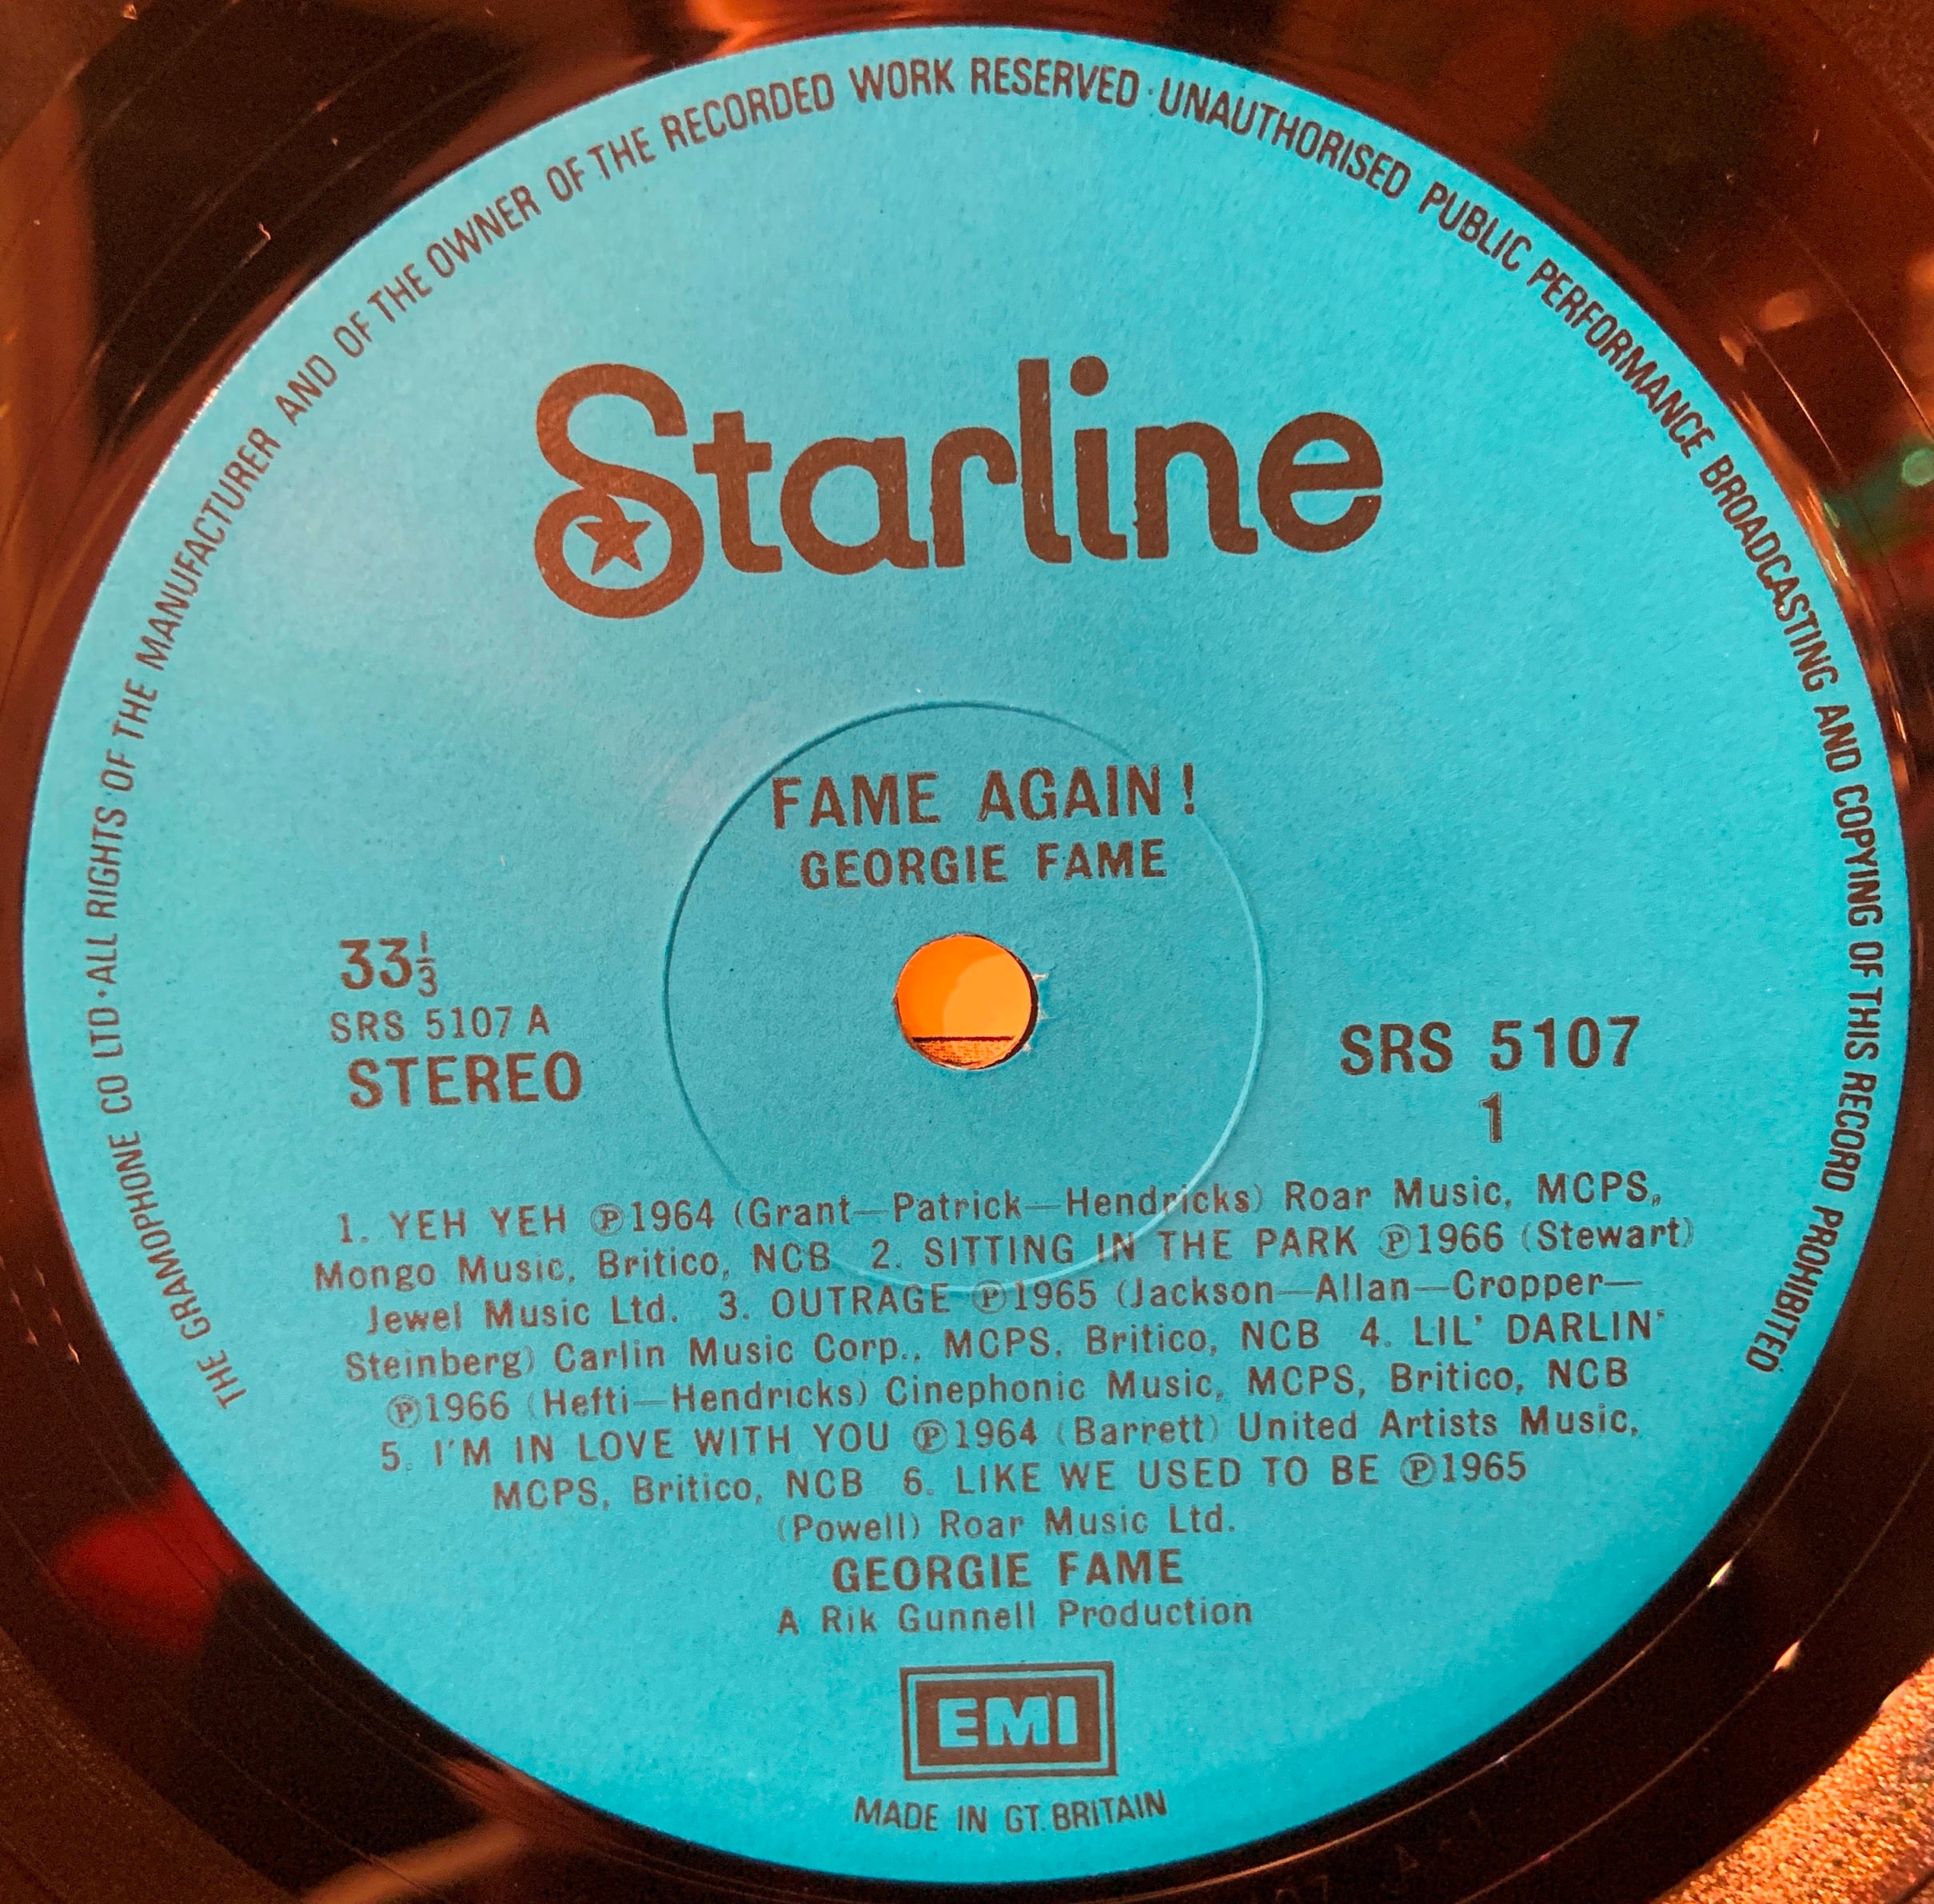 THE GRAMOPHONE CO LTD · ALL RIGHTS OF THE MANUFACTURER AND OF THE OWNER OF THE RECORDED WORK RESERVED · UNAUTHORISED PUBLIC PERFORMANCE BROADCASTING AND COPYING OF THIS RECORD PROHIBITED
Starline
FAME AGAIN!
GEORGIE FAME
33⅓
SRS 5107 A
STEREO
SRS 5107
1
1. YEH YEH ℗1964 (Grant—Patrick—Hendricks) Roar Music, MCPS,
Mongo Music, Britico, NCB 2. SITTING IN THE PARK ℗1966 (Stewart)
Jewel Music Ltd. 3. OUTRAGE ℗1965 (Jackson—Allan—Cropper—
Steinberg) Carlin Music Corp., MCPS, Britico, NCB 4. LIL' DARLIN'
℗1966 (Hefti—Hendricks) Cinephonic Music, MCPS, Britico, NCB
5. I'M IN LOVE WITH YOU ℗1964 (Barrett) United Artists Music,
MCPS, Britico, NCB 6. LIKE WE USED TO BE ℗1965
(Powell) Roar Music Ltd.
GEORGIE FAME
A Rik Gunnell Production
EMI
MADE IN GT. BRITAIN